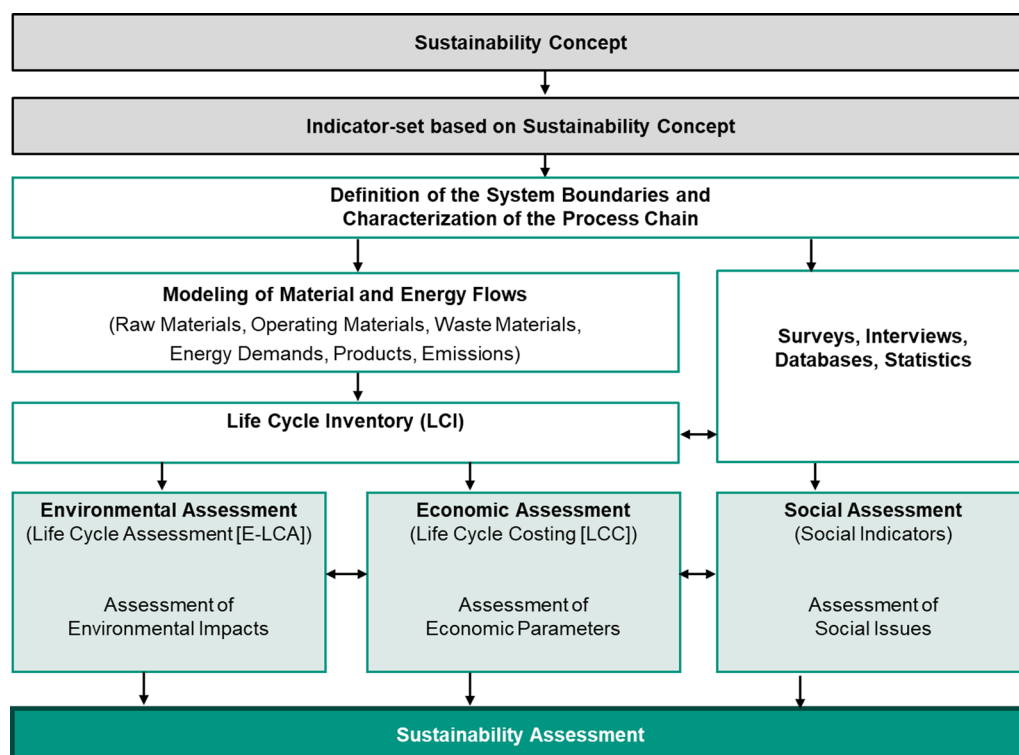 Sustainability Concept
Indicator-set based on Sustainability Concept
Definition of the System Boundaries and
Characterization of the Process Chain
Modeling of Material and Energy Flows
(Raw Materials, Operating Materials, Waste Materials,
Energy Demands, Products, Emissions)
Surveys, Interviews,
Databases, Statistics
Life Cycle Inventory (LCI)
Environmental Assessment
(Life Cycle Assessment [E-LCA])
Assessment of
Environmental Impacts
Economic Assessment
(Life Cycle Costing [LCC])
Assessment of
Economic Parameters
Social Assessment
(Social Indicators)
Assessment of
Social Issues
Sustainability Assessment